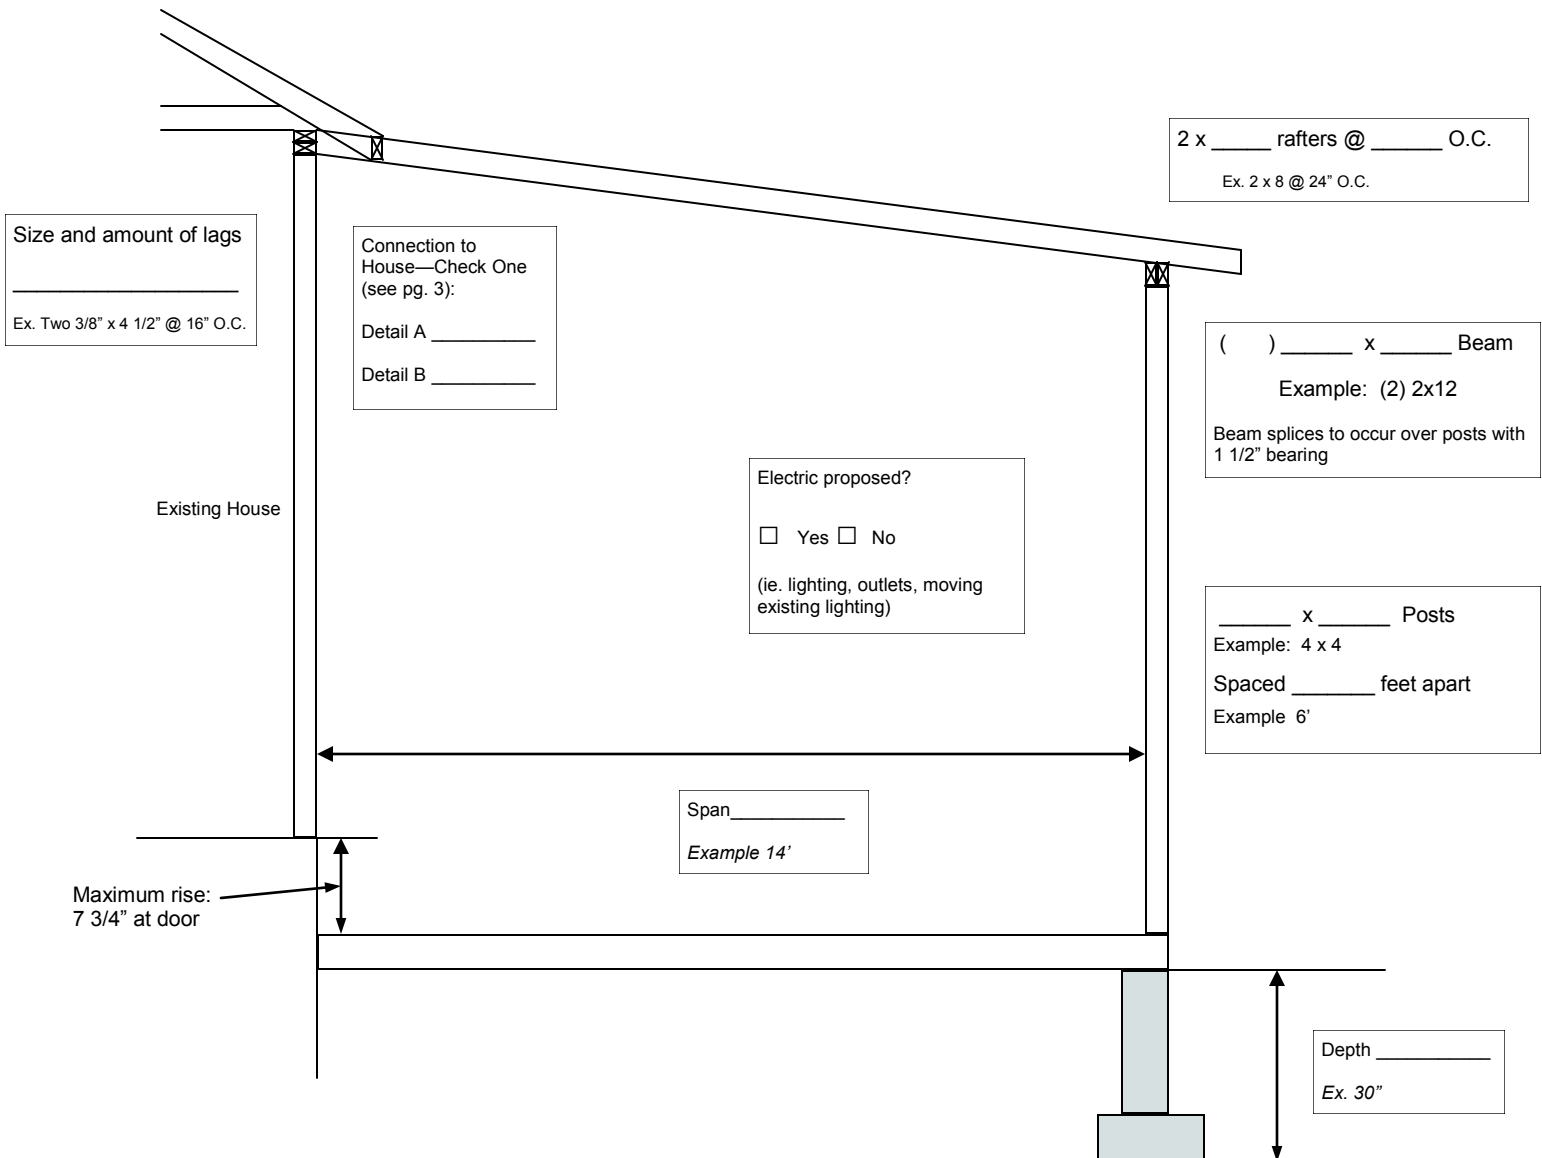 2 x _____ rafters @ ______ O.C.
Ex. 2 x 8 @ 24” O.C.
Size and amount of lags
___________________
Ex. Two 3/8” x 4 1/2” @ 16” O.C.
Connection to
House—Check One
(see pg. 3):
Detail A __________
Detail B __________
(   ) ______ x ______ Beam
Example: (2) 2x12
Beam splices to occur over posts with
1 1/2” bearing
Existing House
Electric proposed?
☐ Yes ☐ No
(ie. lighting, outlets, moving
existing lighting)
______ x ______ Posts
Example: 4 x 4
Spaced _______ feet apart
Example 6’
Span___________
Example 14’
Maximum rise:
7 3/4” at door
Depth ___________
Ex. 30”